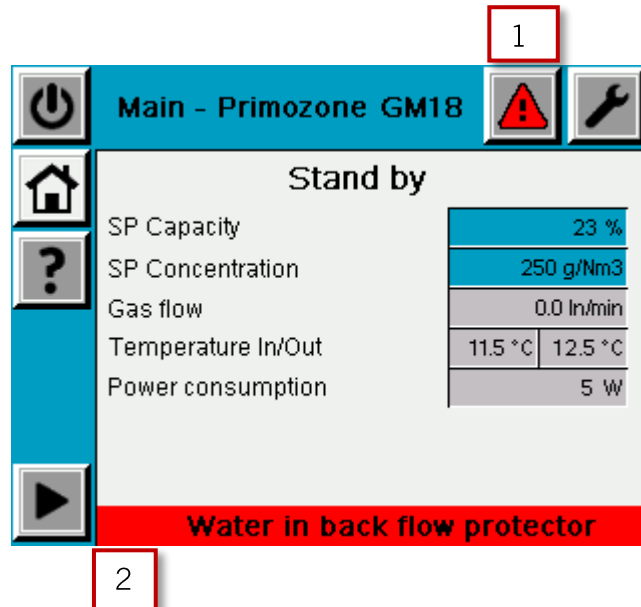 1
Main - Primozone GM18
Stand by
SP Capacity 23 %
SP Concentration 250 g/Nm3
?
Gas flow 0.0 ln/min
Temperature In/Out 11.5 °C 12.5 °C
Power consumption 5 W
Water in back flow protector
2